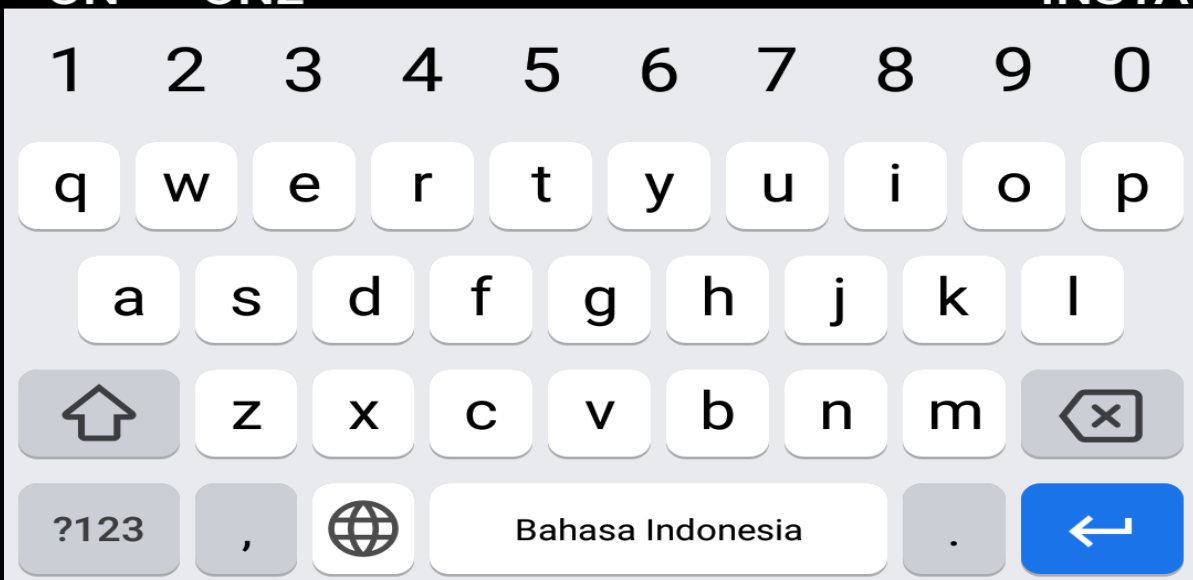 1 2 3 4 5 6 7 8 9 0
q w e r t y u i o p
a s d f g h j k l
z x c v b n m
?123 , Bahasa Indonesia .